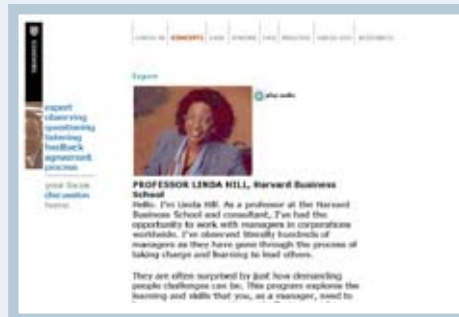 CONCEPTS
Expert
play audio
expert
observing
questioning
listening
feedback
agreement
process
your focus
discussion
home
PROFESSOR LINDA HILL, Harvard Business
School
Hello. I'm Linda Hill. As a professor at the Harvard
Business School and consultant, I've had the
opportunity to work with managers in corporations
worldwide. I've observed literally hundreds of
managers as they have gone through the process of
taking charge and learning to lead others.
They are often surprised by just how demanding
people challenges can be. This program explores the
learning and skills that you, as a manager, need to